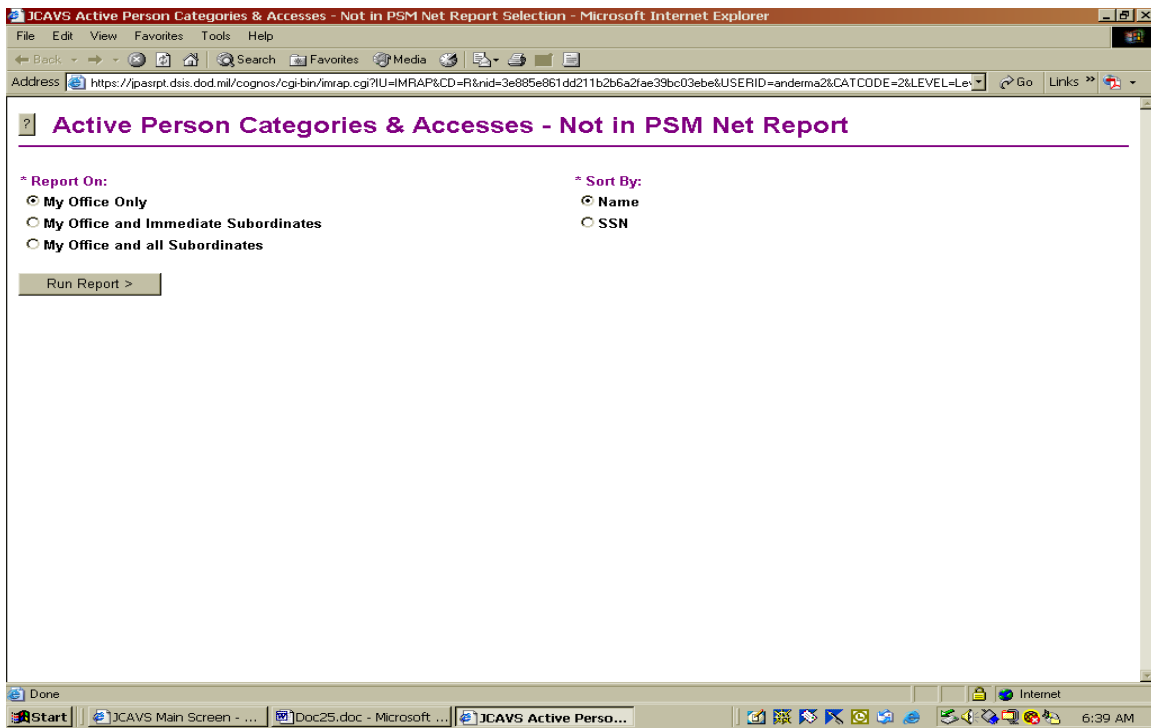 JCAVS Active Person Categories & Accesses - Not in PSM Net Report Selection - Microsoft Internet Explorer
File Edit View Favorites Tools Help
Back Search Favorites Media
Address https://jpasrpt.dsis.dod.mil/cognos/cgi-bin/imrap.cgi?IU=IMRAP&CD=R&nid=3e885e861dd211b2b6a2fae39bc03ebe&USERID=anderma2&CATCODE=2&LEVEL=Lev Go Links »
? Active Person Categories & Accesses - Not in PSM Net Report
* Report On: * Sort By:
My Office Only Name
My Office and Immediate Subordinates SSN
My Office and all Subordinates
Run Report >
Done Internet
Start JCAVS Main Screen - ... Doc25.doc - Microsoft ... JCAVS Active Perso... 6:39 AM